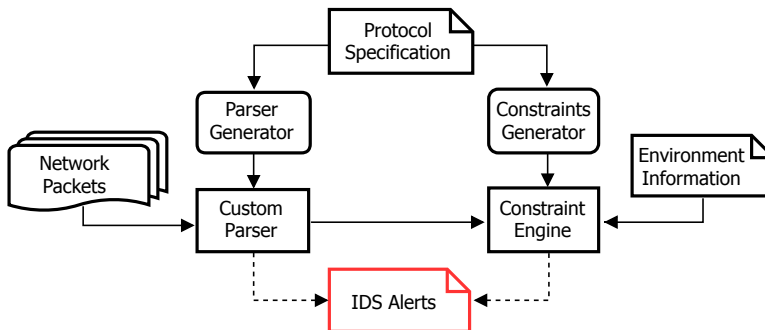 Protocol
Specification
Parser
Generator
Constraints
Generator
Network
Packets
Environment
Information
Custom
Parser
Constraint
Engine
IDS Alerts